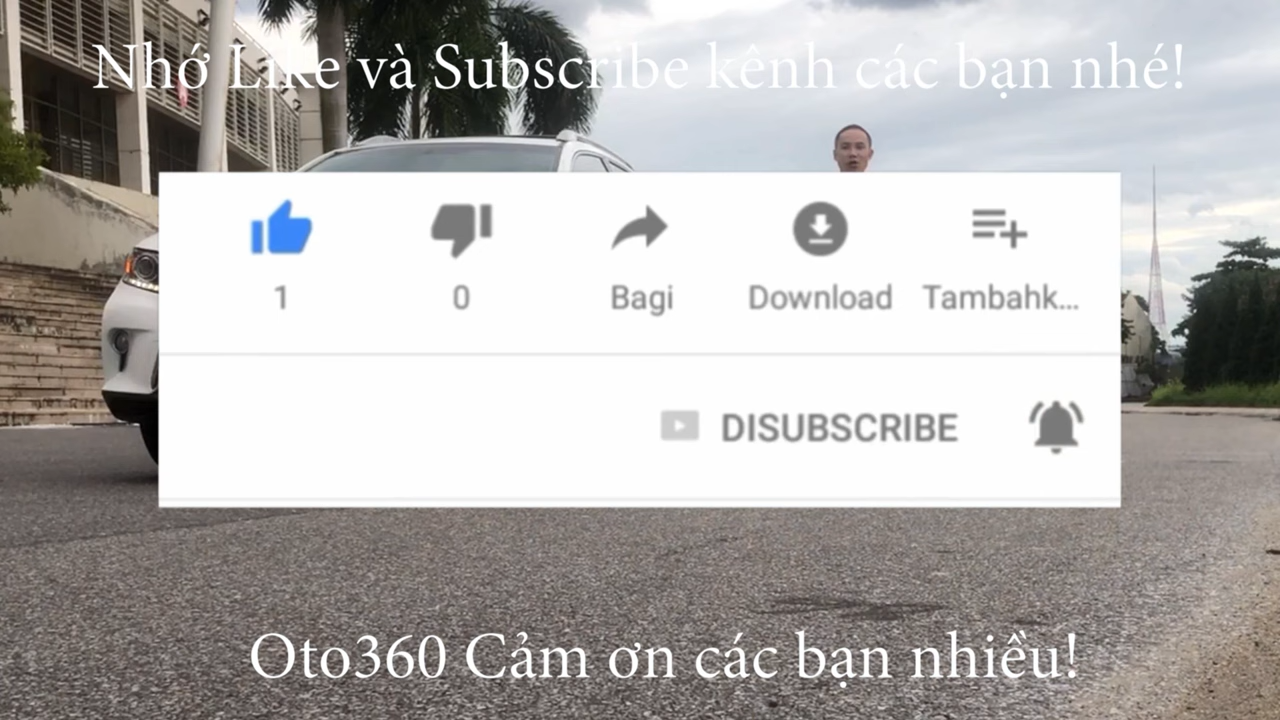 Nhớ Like và Subscribe kênh các bạn nhé!
1 0 Bagi Download Tambahk...
DISUBSCRIBE
Oto360 Cảm ơn các bạn nhiều!